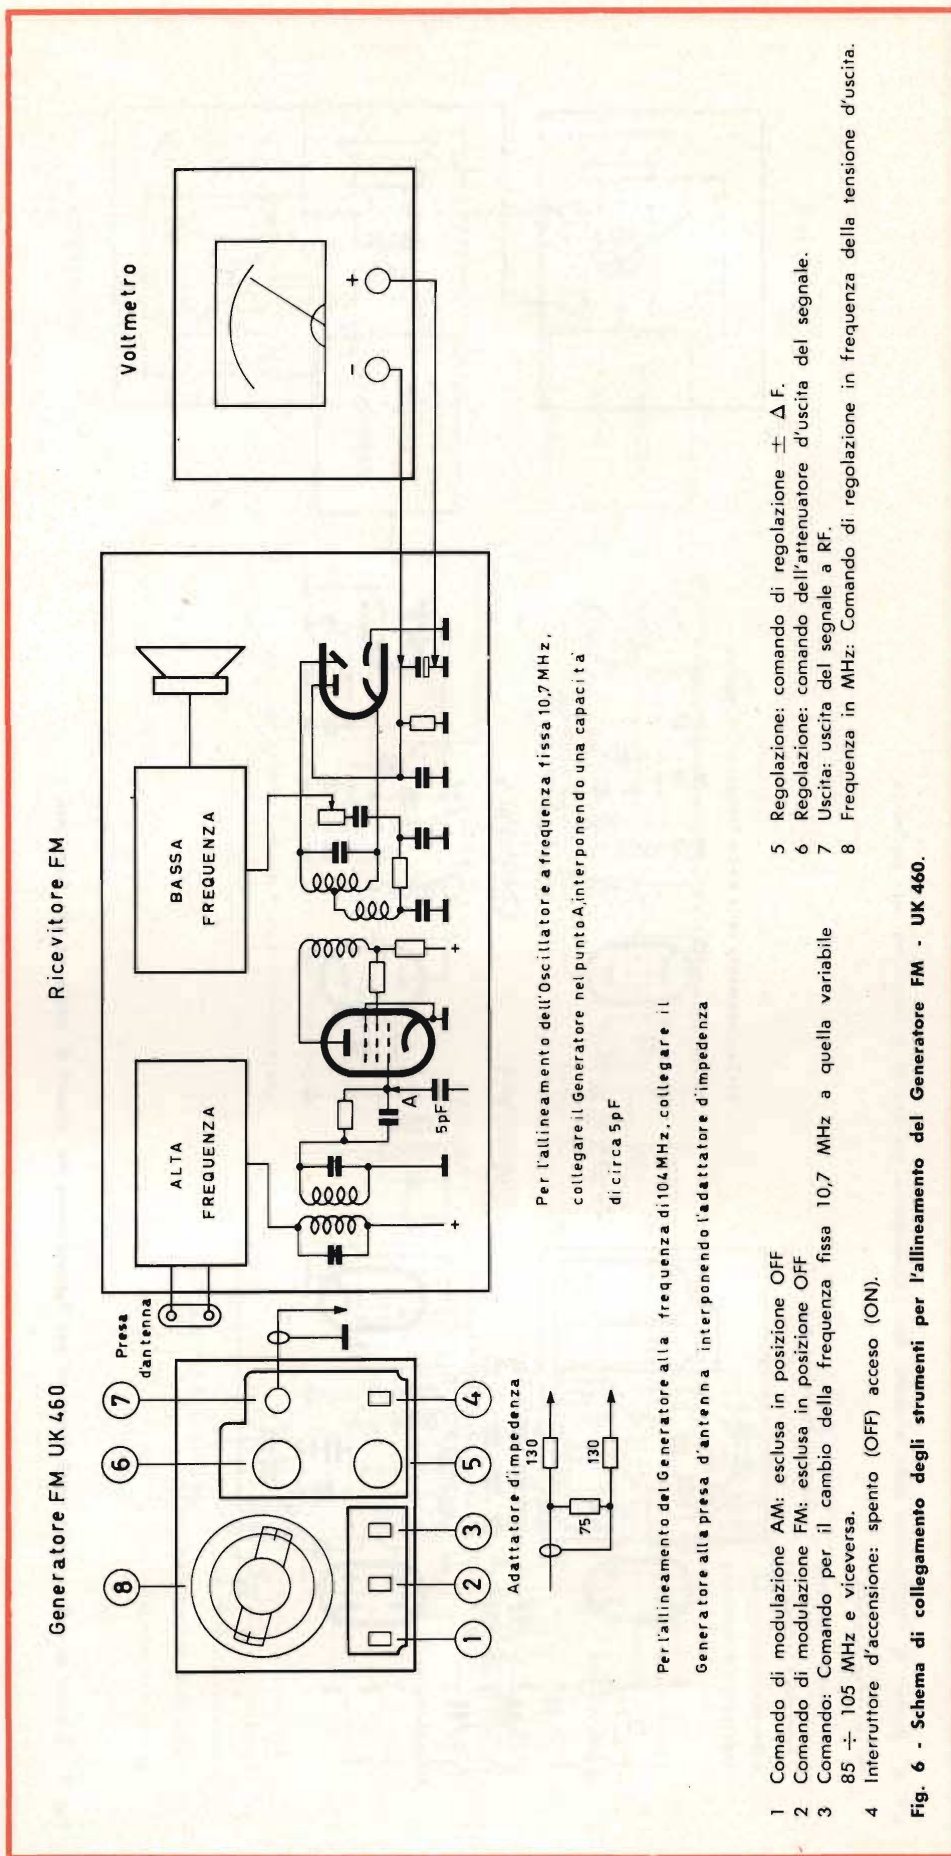 Generatore FM UK 460
Ricevitore FM
Voltmetro
8
6
7
1
2
3
5
4
Presa
d'antenna
ALTA
FREQUENZA
BASSA
FREQUENZA
A
5pF
+
+
-
+
Adattatore d'impedenza
130
75
130
Per l'allineamento del Generatore alla frequenza di 104 MHz, collegare il
Generatore alla presa d'antenna interponendo l'adattatore d'impedenza
Per l'allineamento dell'Oscillatore a frequenza fissa 10,7 MHz,
collegare il Generatore nel punto A, interponendo una capacità
di circa 5pF
1 Comando di modulazione AM: esclusa in posizione OFF
2 Comando di modulazione FM: esclusa in posizione OFF
3 Comando: Comando per il cambio della frequenza fissa 10,7 MHz a quella variabile
85 ÷ 105 MHz e viceversa.
4 Interruttore d'accensione: spento (OFF) acceso (ON).
5 Regolazione: comando di regolazione ± Δ F.
6 Regolazione: comando dell'attenuatore d'uscita del segnale.
7 Uscita: uscita del segnale a RF.
8 Frequenza in MHz: Comando di regolazione in frequenza della tensione d'uscita.
Fig. 6 - Schema di collegamento degli strumenti per l'allineamento del Generatore FM - UK 460.